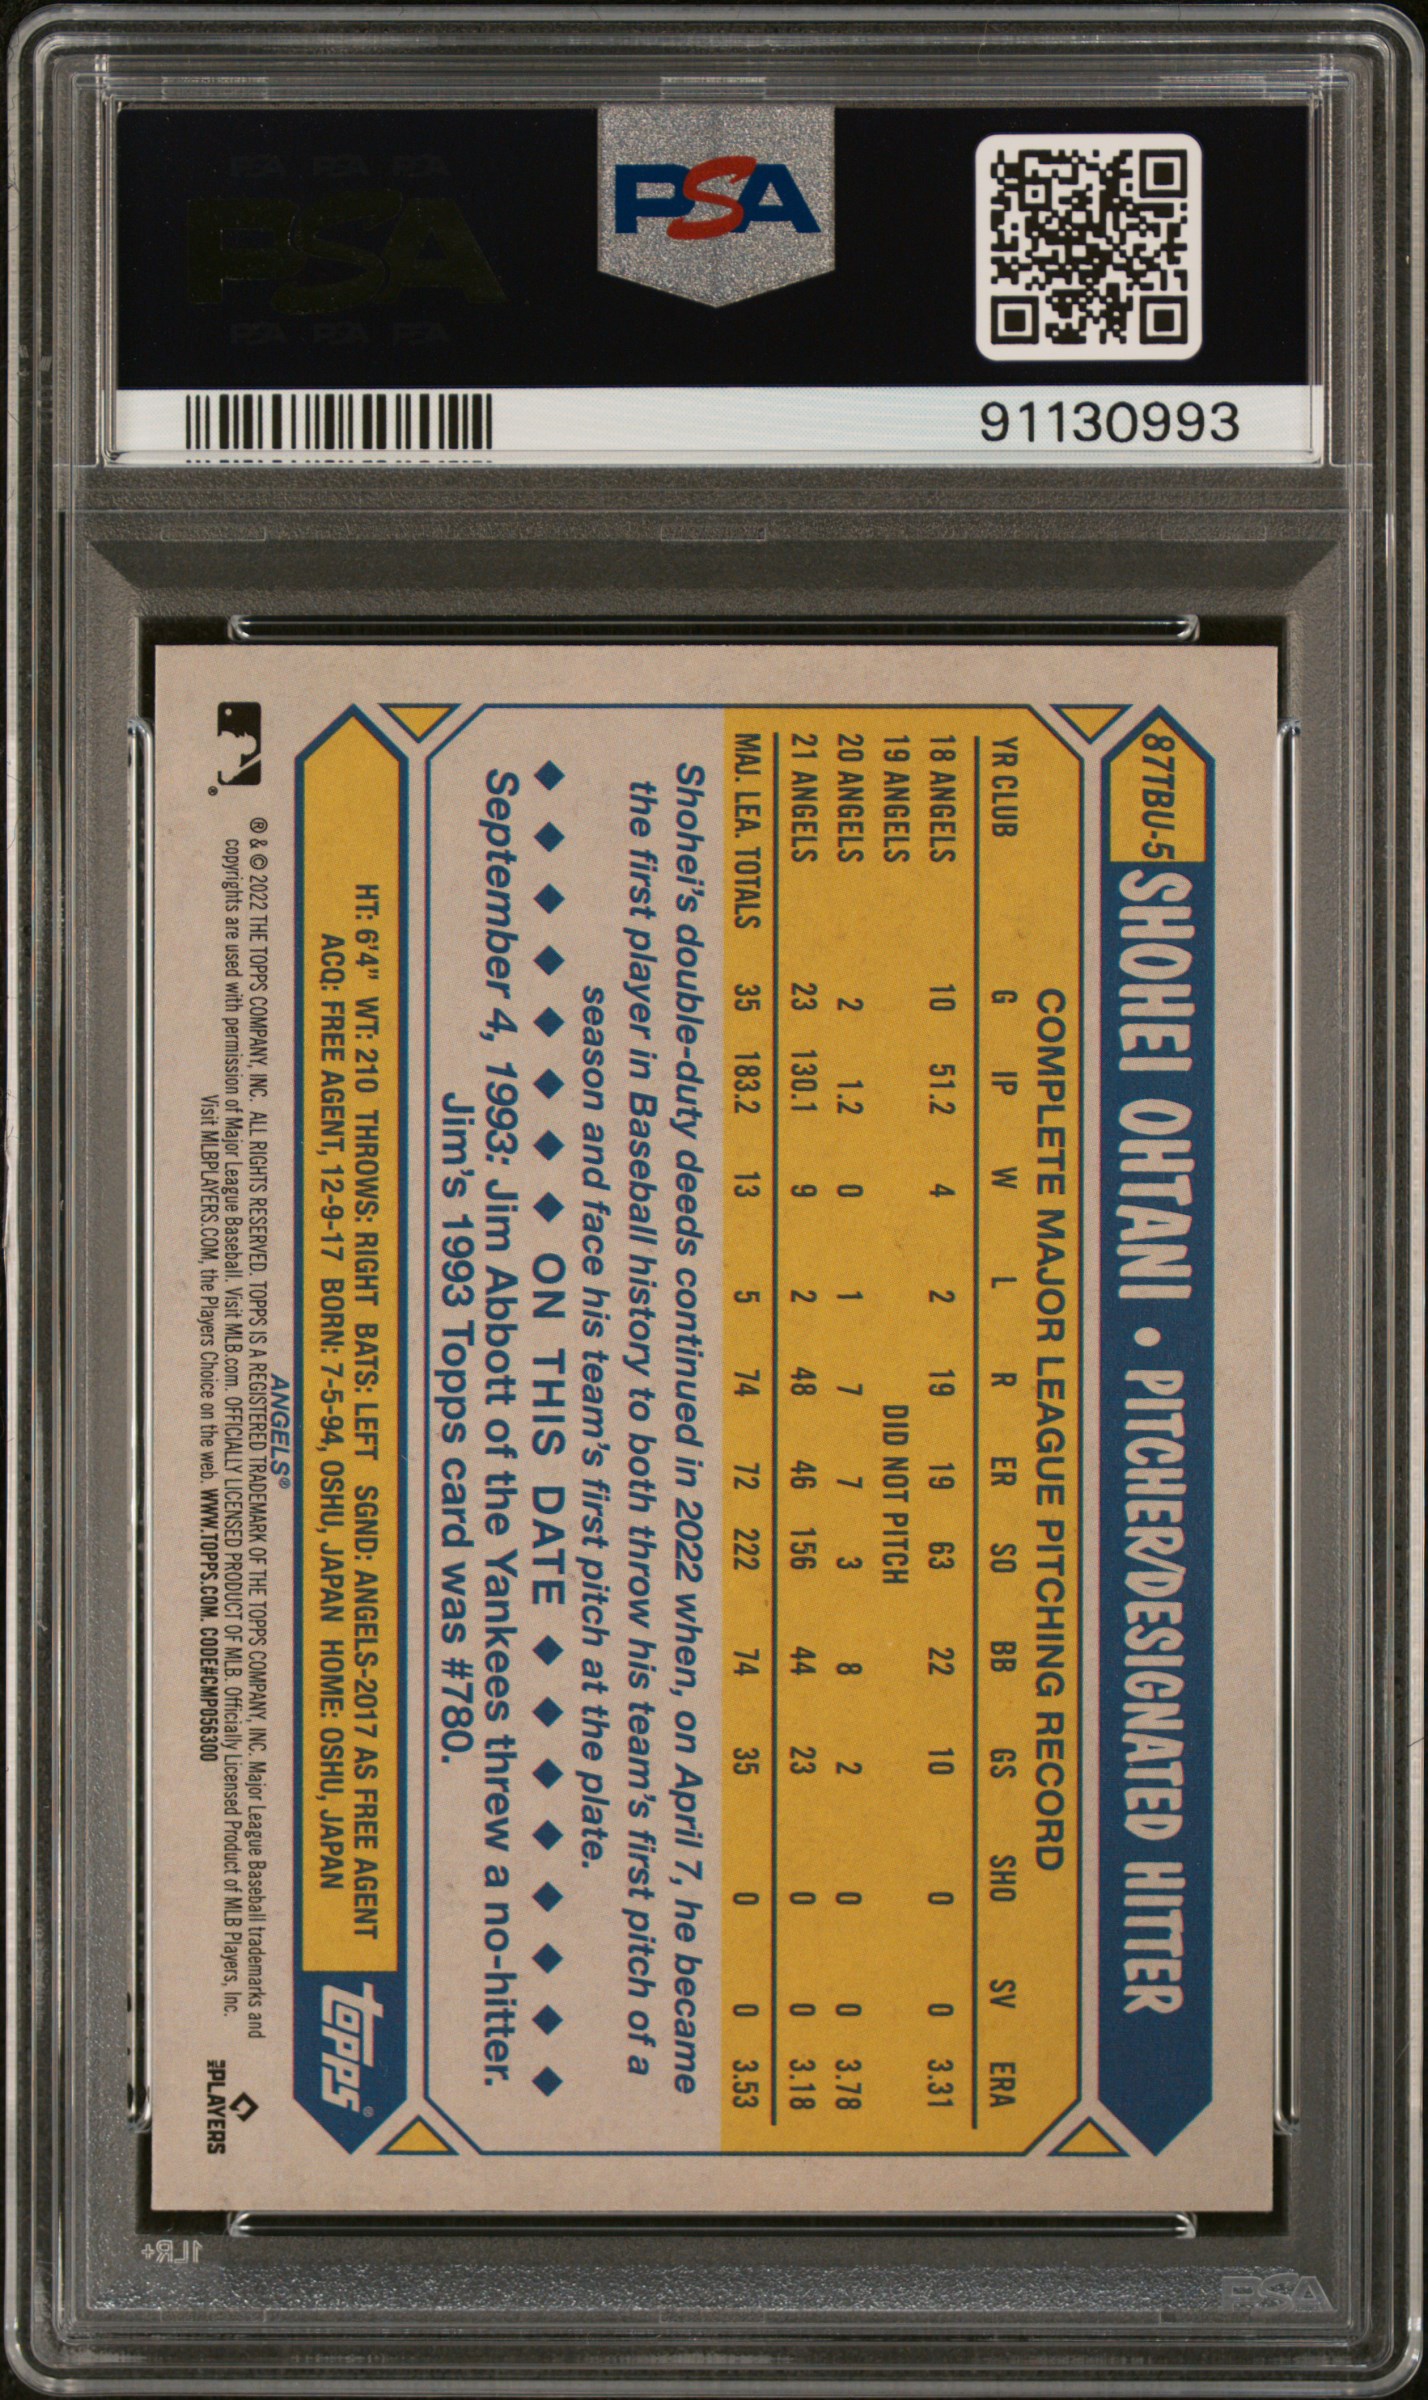 PSA PSA PSA
PSA
PSA PSA PSA
PSA
91130993
87TBU-5 SHOHEI OHTANI • PITCHER/DESIGNATED HITTER
COMPLETE MAJOR LEAGUE PITCHING RECORD
YR CLUB G IP W L R ER SO BB GS SHO SV ERA
18 ANGELS 10 51.2 4 2 19 19 63 22 10 0 0 3.31
19 ANGELS DID NOT PITCH
20 ANGELS 2 1.2 0 1 7 7 3 8 2 0 0 3.78
21 ANGELS 23 130.1 9 2 48 46 156 44 23 0 0 3.18
MAJ. LEA. TOTALS 35 183.2 13 5 74 72 222 74 35 0 0 3.53
Shohei's double-duty deeds continued in 2022 when, on April 7, he became
the first player in Baseball history to both throw his team's first pitch of a
season and face his team's first pitch at the plate.
◆ ◆ ◆ ◆ ◆ ◆ ◆ ◆ ON THIS DATE ◆ ◆ ◆ ◆ ◆ ◆ ◆ ◆
September 4, 1993: Jim Abbott of the Yankees threw a no-hitter.
Jim's 1993 Topps card was #780.
HT: 6'4" WT: 210 THROWS: RIGHT BATS: LEFT SGND: ANGELS-2017 AS FREE AGENT
ACQ: FREE AGENT, 12-9-17 BORN: 7-5-94, OSHU, JAPAN HOME: OSHU, JAPAN
topps®
ANGELS®
® & © 2022 THE TOPPS COMPANY, INC. ALL RIGHTS RESERVED. TOPPS IS A REGISTERED TRADEMARK OF THE TOPPS COMPANY, INC. Major League Baseball trademarks and
copyrights are used with permission of Major League Baseball. Visit MLB.com. OFFICIALLY LICENSED PRODUCT OF MLB. Officially Licensed Product of MLB Players, Inc.
Visit MLBPLAYERS.COM, the Players Choice on the web. WWW.TOPPS.COM. CODE#CMP056300
MLB PLAYERS
1LR+
PSA